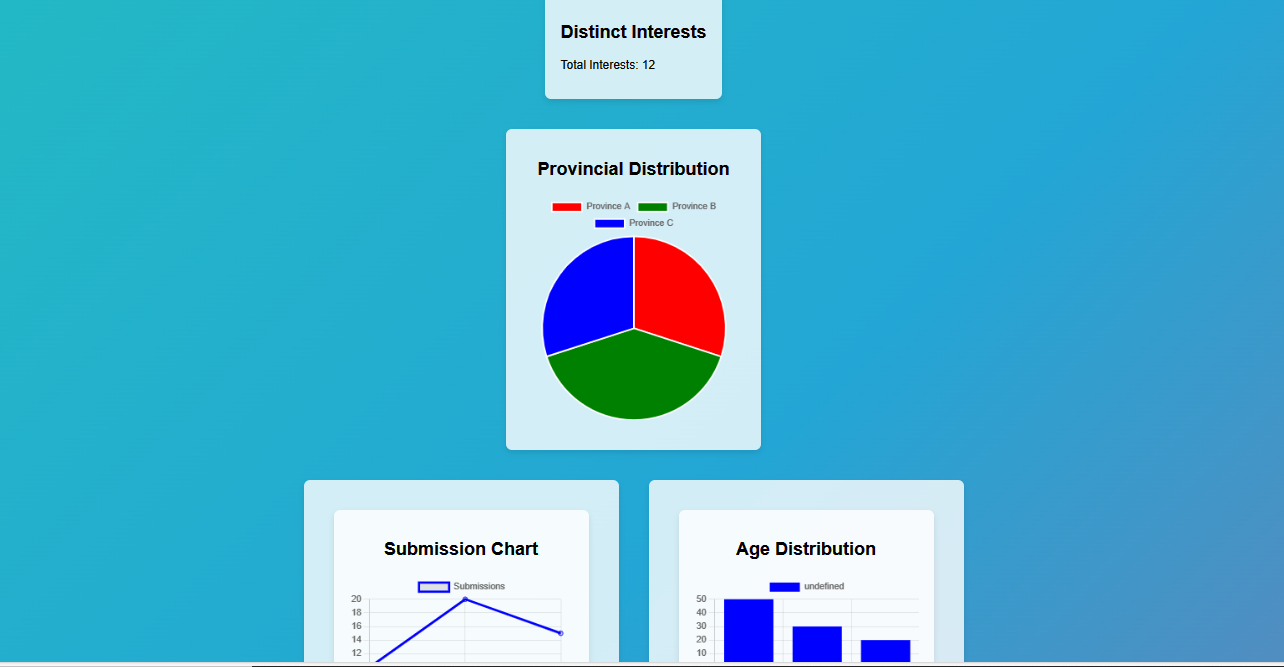 Distinct Interests
Total Interests: 12
Provincial Distribution
Province A Province B
Province C
Submission Chart
Submissions
20
18
16
14
12
Age Distribution
undefined
50
40
30
20
10